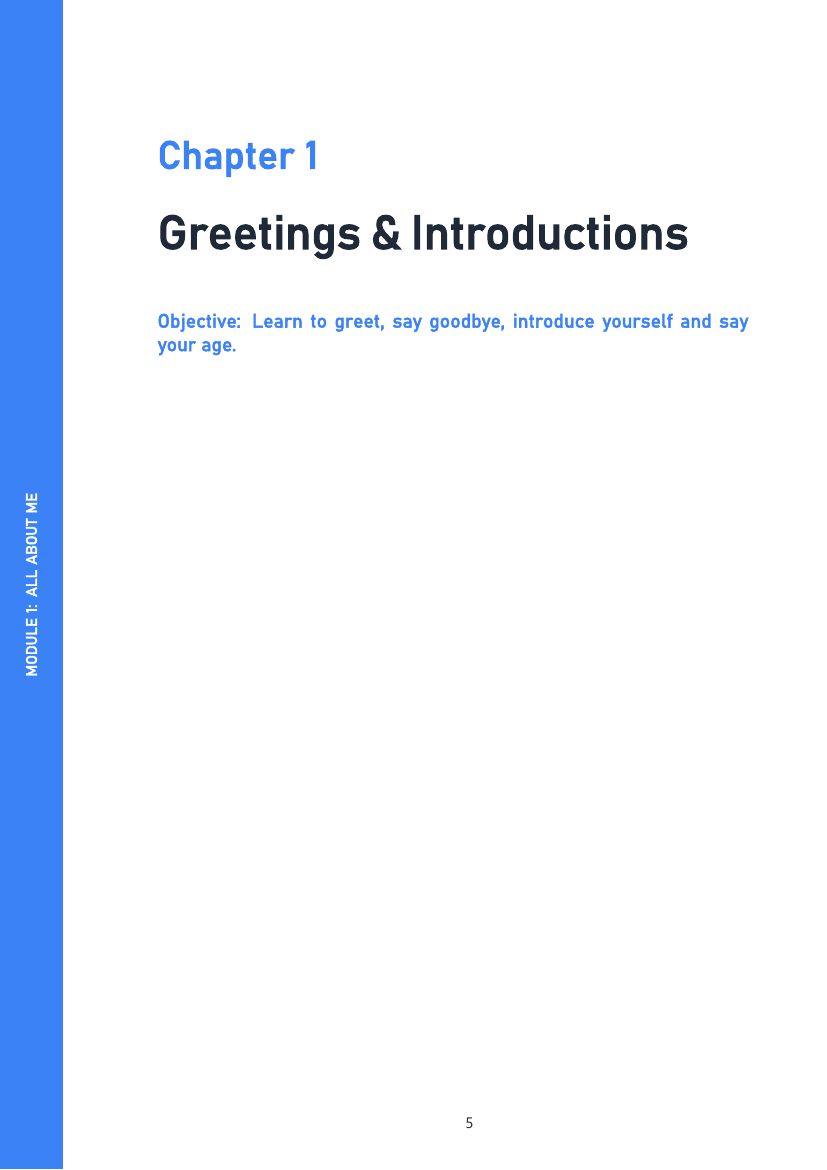 Chapter 1
Greetings & Introductions
Objective: Learn to greet, say goodbye, introduce yourself and say
your age.
MODULE 1: ALL ABOUT ME
5